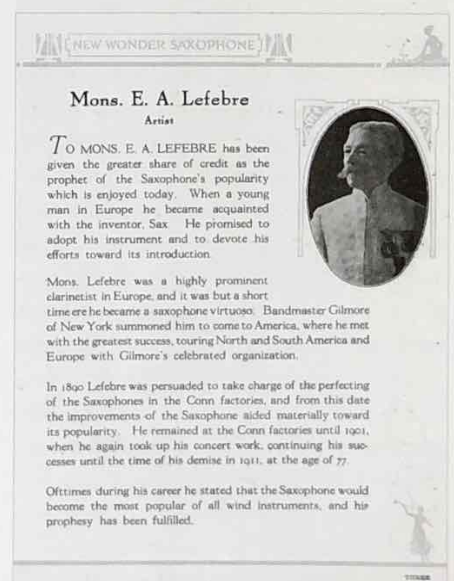 NEW WONDER SAXOPHONE
Mons. E. A. Lefebre
Artist
TO MONS. E. A. LEFEBRE has been
given the greater share of credit as the
prophet of the Saxophone's popularity
which is enjoyed today. When a young
man in Europe he became acquainted
with the inventor, Sax. He promised to
adopt his instrument and to devote his
efforts toward its introduction
Mons. Lefebre was a highly prominent
clarinetist in Europe, and it was but a short
time ere he became a saxophone virtuoso. Bandmaster Gilmore
of New York summoned him to come to America, where he met
with the greatest success, touring North and South America and
Europe with Gilmore's celebrated organization.
In 1890 Lefebre was persuaded to take charge of the perfecting
of the Saxophones in the Conn factories, and from this date
the improvements of the Saxophone aided materially toward
its popularity. He remained at the Conn factories until 1901,
when he again took up his concert work, continuing his suc-
cesses until the time of his demise in 1911, at the age of 77.
Ofttimes during his career he stated that the Saxophone would
become the most popular of all wind instruments, and his
prophesy has been fulfilled.
THREE